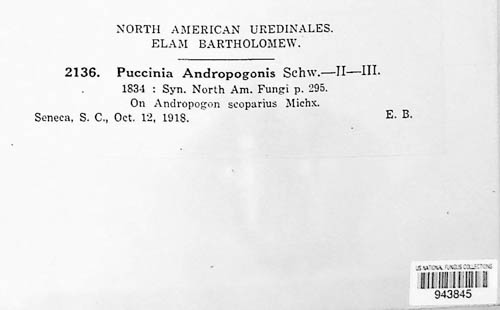 NORTH AMERICAN UREDINALES.
ELAM BARTHOLOMEW.
2136. Puccinia Andropogonis Schw.—II—III.
1834 : Syn. North Am. Fungi p. 295.
On Andropogon scoparius Michx.
Seneca, S. C., Oct. 12, 1918. E. B.
US NATIONAL FUNGUS COLLECTIONS
943845